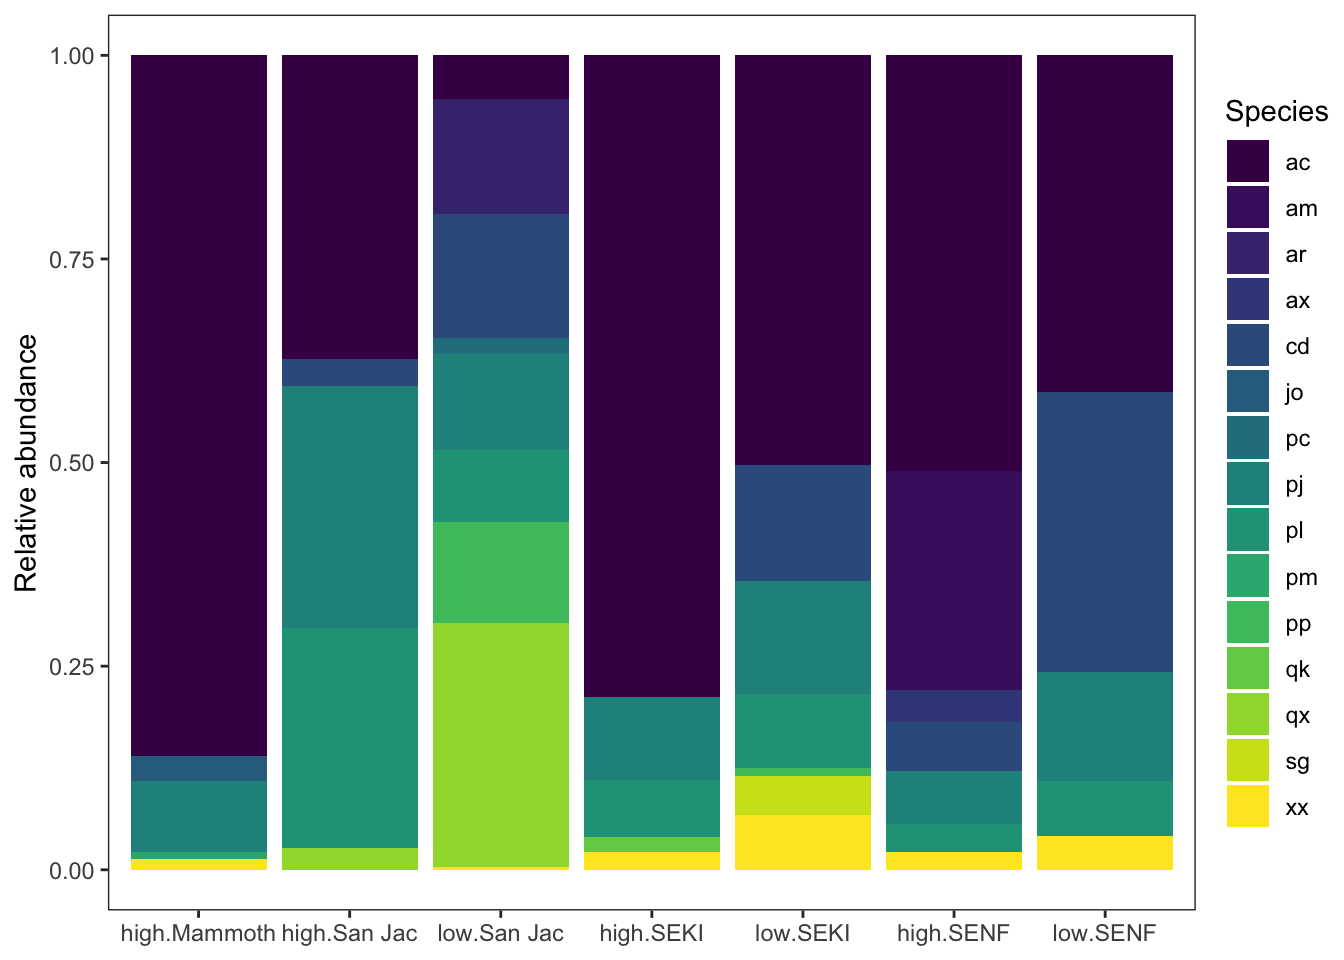 Relative abundance
1.00
0.75
0.50
0.25
0.00
high.Mammoth high.San Jac low.San Jac high.SEKI low.SEKI high.SENF low.SENF
Species
ac
am
ar
ax
cd
jo
pc
pj
pl
pm
pp
qk
qx
sg
xx